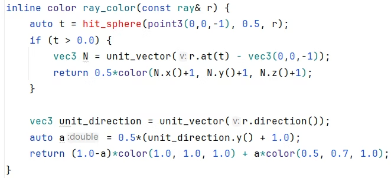 inline color ray_color(const ray& r) {
    auto t = hit_sphere(point3(0,0,-1), 0.5, r);
    if (t > 0.0) {
        vec3 N = unit_vector( v: r.at(t) - vec3(0,0,-1));
        return 0.5*color(N.x()+1, N.y()+1, N.z()+1);
    }
    vec3 unit_direction = unit_vector( v: r.direction());
    auto a :double = 0.5*(unit_direction.y() + 1.0);
    return (1.0-a)*color(1.0, 1.0, 1.0) + a*color(0.5, 0.7, 1.0);
}